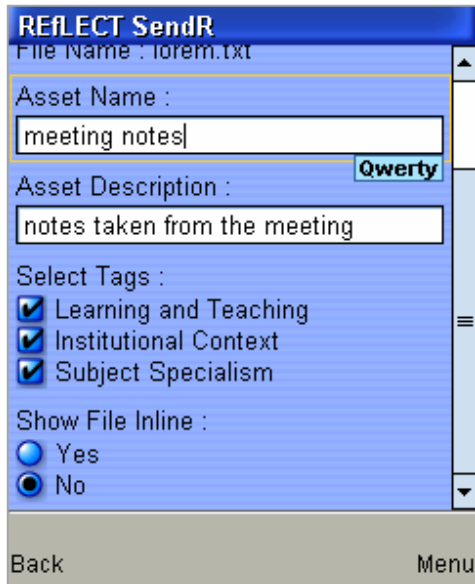 REfLECT SendR
File Name : lorem.txt
Asset Name :
meeting notes
Qwerty
Asset Description :
notes taken from the meeting
Select Tags :
Learning and Teaching
Institutional Context
Subject Specialism
Show File Inline :
Yes
No
Back Menu